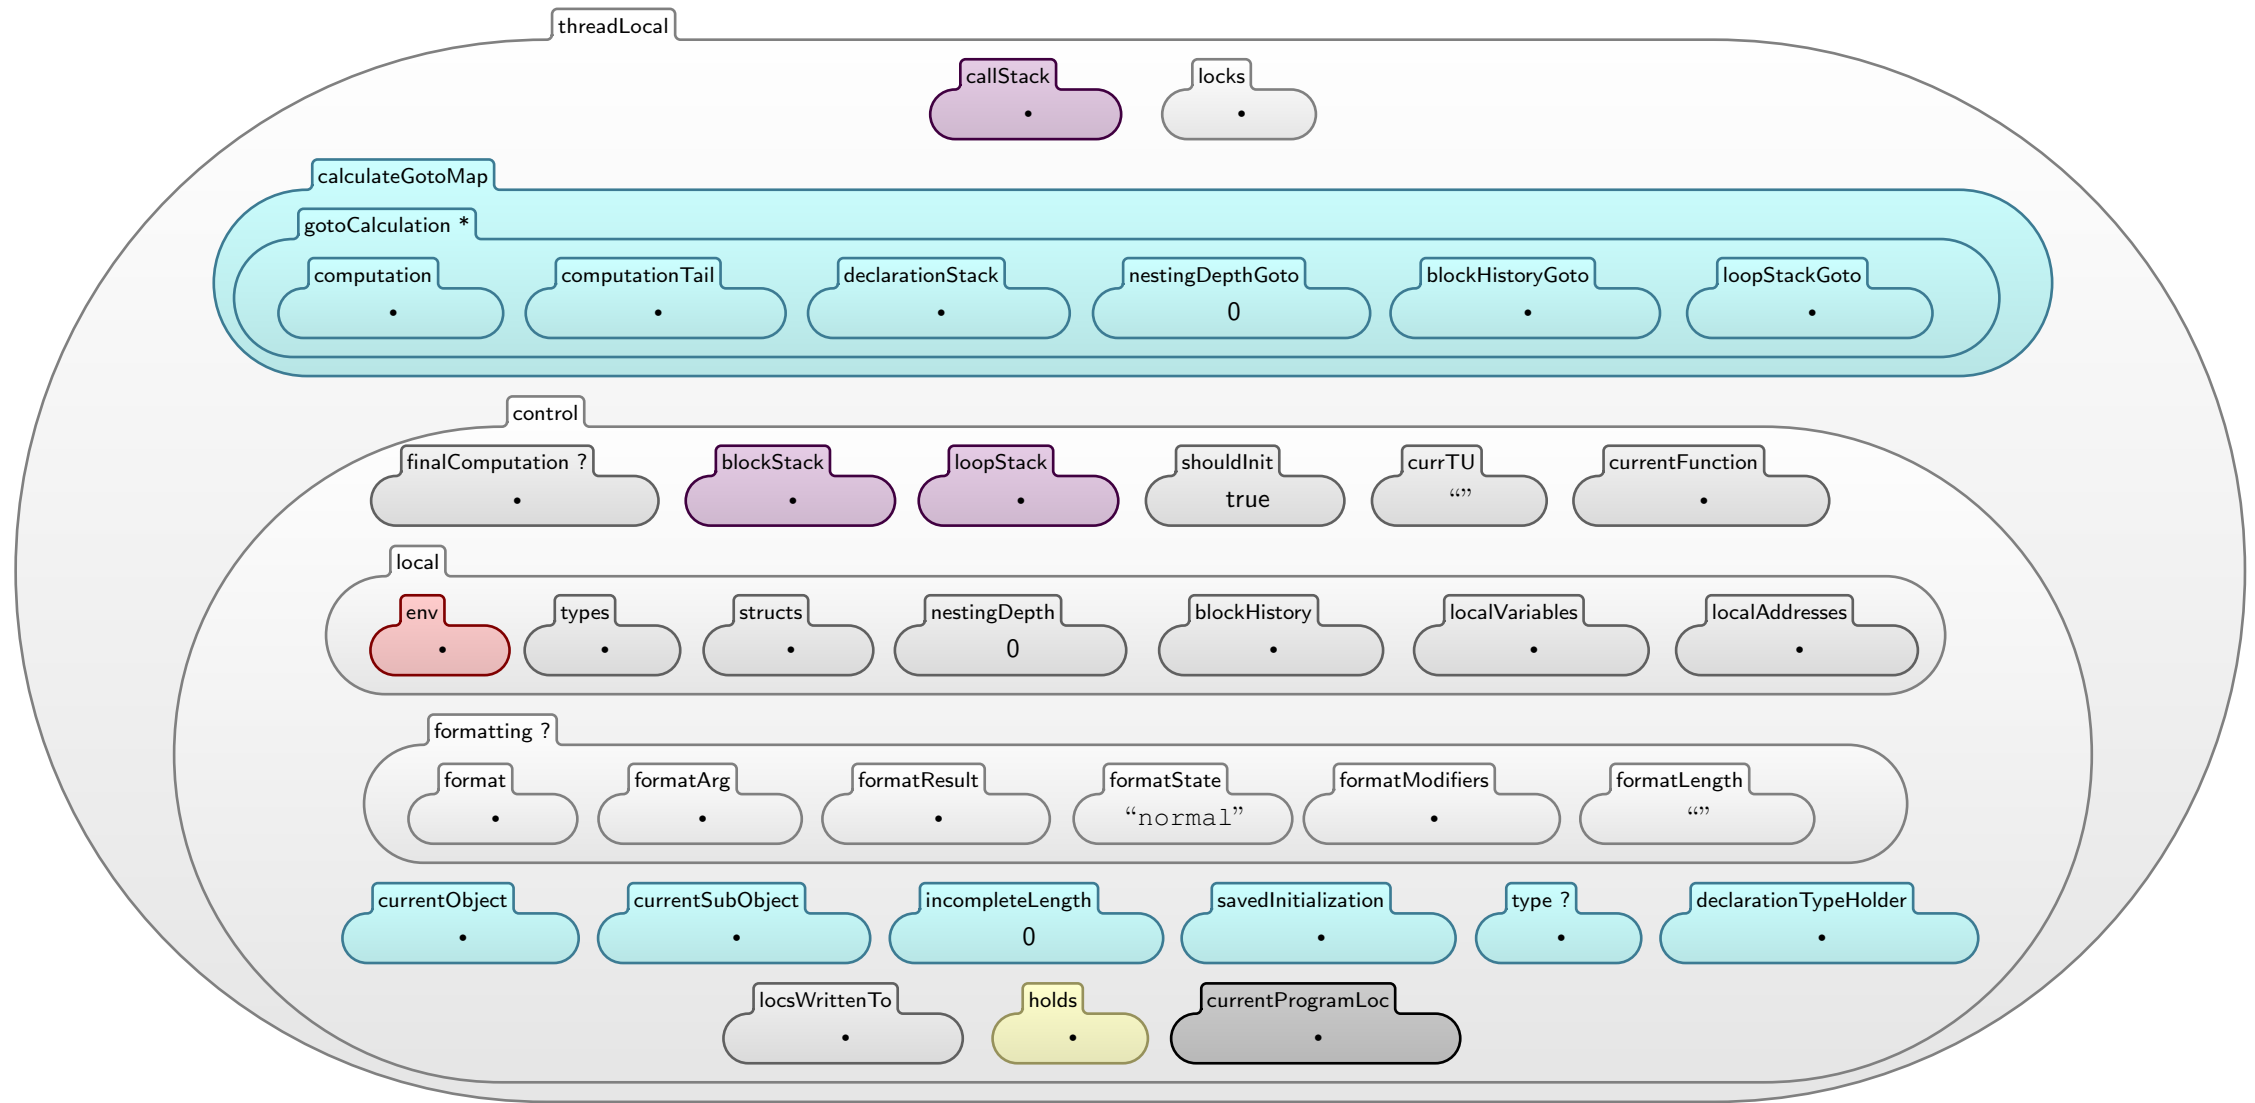 threadLocal
callStack locks
• •
calculateGotoMap
gotoCalculation *
computation computationTail declarationStack nestingDepthGoto blockHistoryGoto loopStackGoto
• • • 0 • •
control
finalComputation ? blockStack loopStack shouldInit currTU currentFunction
• • • true “” •
local
env types structs nestingDepth blockHistory localVariables localAddresses
• • • 0 • • •
formatting ?
format formatArg formatResult formatState formatModifiers formatLength
• • • “normal” • “”
currentObject currentSubObject incompleteLength savedInitialization type ? declarationTypeHolder
• • 0 • • •
locsWrittenTo holds currentProgramLoc
• • •